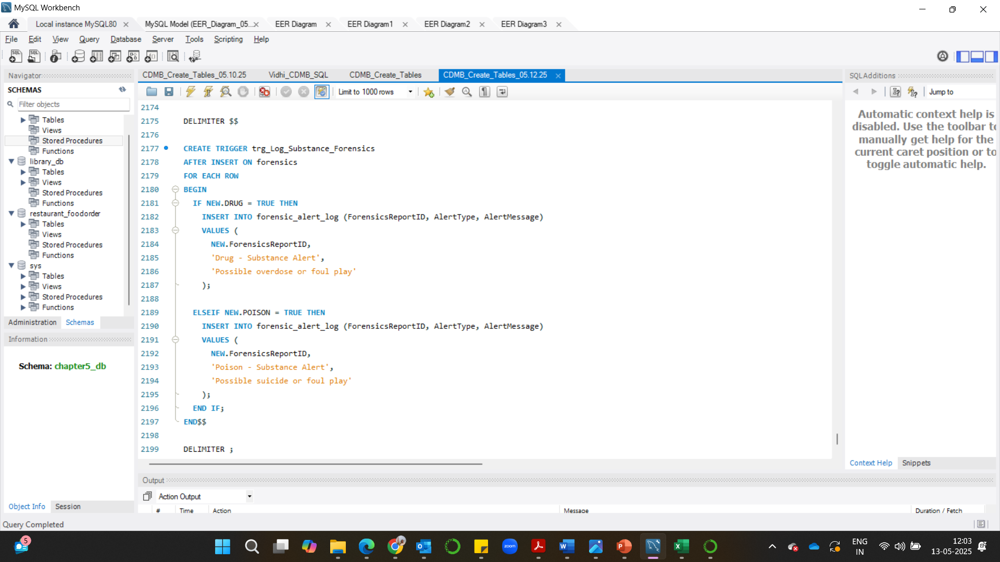 MySQL Workbench
Local instance MySQL80
MySQL Model (EER_Diagram_05...
EER Diagram
EER Diagram1
EER Diagram2
EER Diagram3
File Edit View Query Database Server Tools Scripting Help
Navigator
SCHEMAS
Filter objects
Tables
Views
Stored Procedures
Functions
library_db
Tables
Views
Stored Procedures
Functions
restaurant_foodorder
Tables
Views
Stored Procedures
Functions
sys
Tables
Views
Stored Procedures
Functions
Administration Schemas
Information
Schema: chapter5_db
Object Info Session
Query Completed
CDMB_Create_Tables_05.10.25
Vidhi_CDMB_SQL
CDMB_Create_Tables
CDMB_Create_Tables_05.12.25
Limit to 1000 rows
2174
2175 DELIMITER $$
2176
2177 CREATE TRIGGER trg_Log_Substance_Forensics
2178 AFTER INSERT ON forensics
2179 FOR EACH ROW
2180 BEGIN
2181 IF NEW.DRUG = TRUE THEN
2182 INSERT INTO forensic_alert_log (ForensicsReportID, AlertType, AlertMessage)
2183 VALUES (
2184 NEW.ForensicsReportID,
2185 'Drug - Substance Alert',
2186 'Possible overdose or foul play'
2187 );
2188
2189 ELSEIF NEW.POISON = TRUE THEN
2190 INSERT INTO forensic_alert_log (ForensicsReportID, AlertType, AlertMessage)
2191 VALUES (
2192 NEW.ForensicsReportID,
2193 'Poison - Substance Alert',
2194 'Possible suicide or foul play'
2195 );
2196 END IF;
2197 END$$
2198
2199 DELIMITER ;
Output
Action Output
# Time Action Message Duration / Fetch
SQLAdditions
Jump to
Automatic context help is
disabled. Use the toolbar to
manually get help for the
current caret position or to
toggle automatic help.
Context Help Snippets
5
zoom
ENG
IN
12:03
13-05-2025